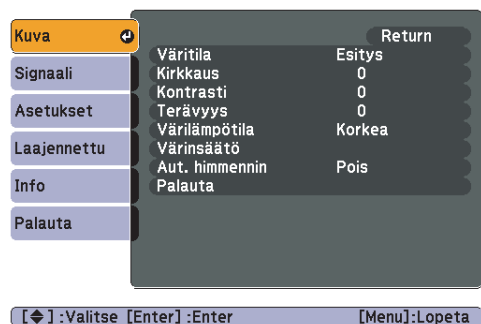 Kuva
Signaali
Asetukset
Laajennettu
Info
Palauta
Return
Väritila Esitys
Kirkkaus 0
Kontrasti 0
Terävyys 0
Värilämpötila Korkea
Värinsäätö
Aut. himmennin Pois
Palauta
[◆] :Valitse [Enter] :Enter [Menu]:Lopeta